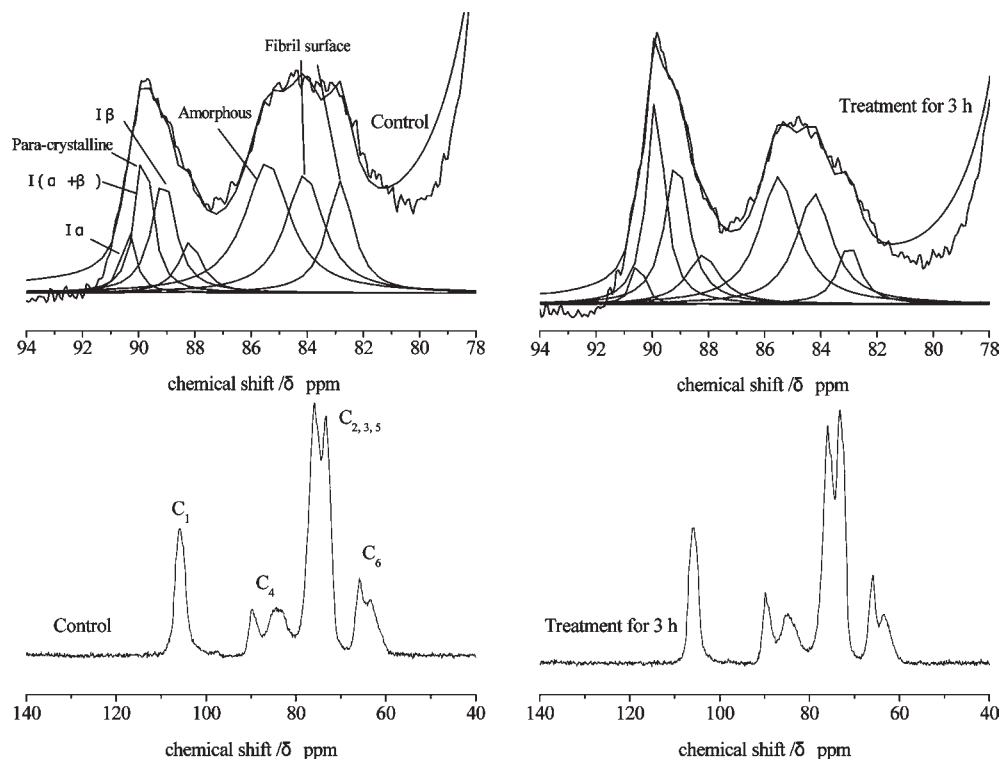 Fibril surface
Amorphous
Control
I β
Para-crystalline
I(α +β)
I α
94 92 90 88 86 84 82 80 78
chemical shift /δ ppm
Treatment for 3 h
94 92 90 88 86 84 82 80 78
chemical shift /δ ppm
C2, 3, 5
C1
C6
C4
Control
140 120 100 80 60 40
chemical shift /δ ppm
Treatment for 3 h
140 120 100 80 60 40
chemical shift /δ ppm